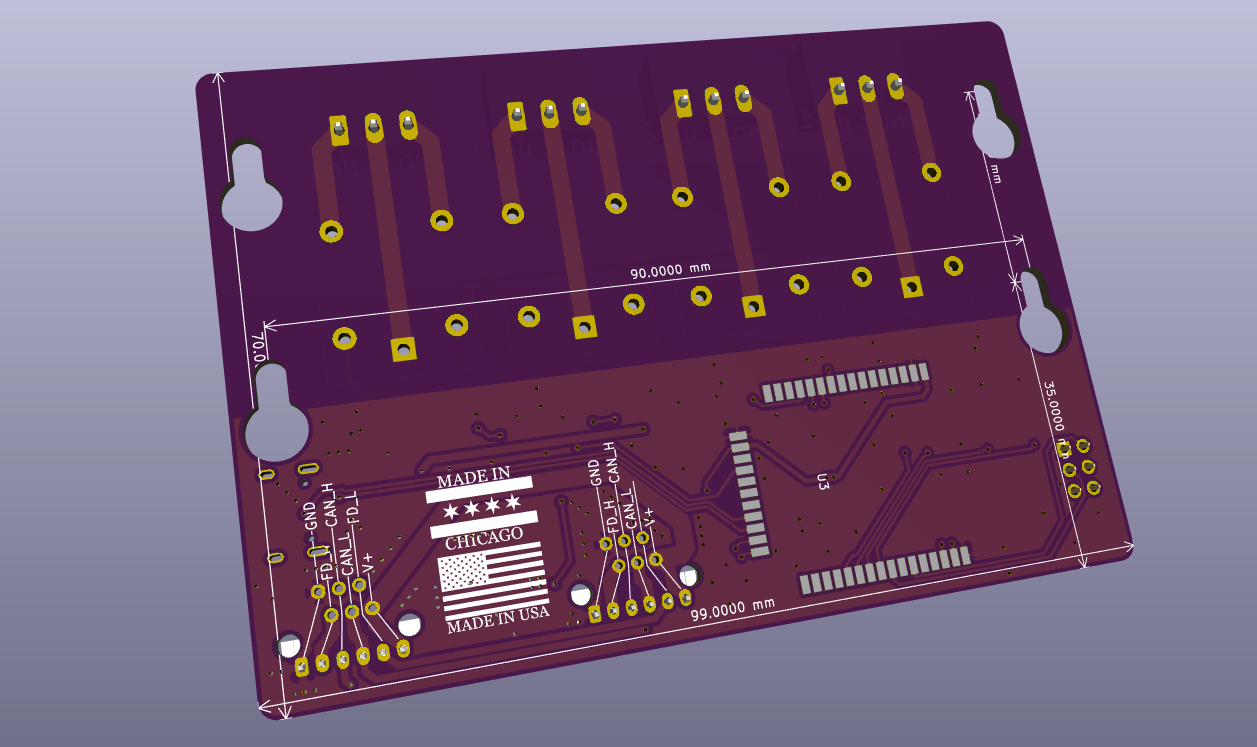 mm
90.0000 mm
70.0
35.0000 mm
GND
CAN_H
FD_H
CAN_L
V+
U3
MADE IN
CHICAGO
MADE IN USA
GND
CAN_H
FD_L
FD_H
CAN_L
V+
99.0000 mm